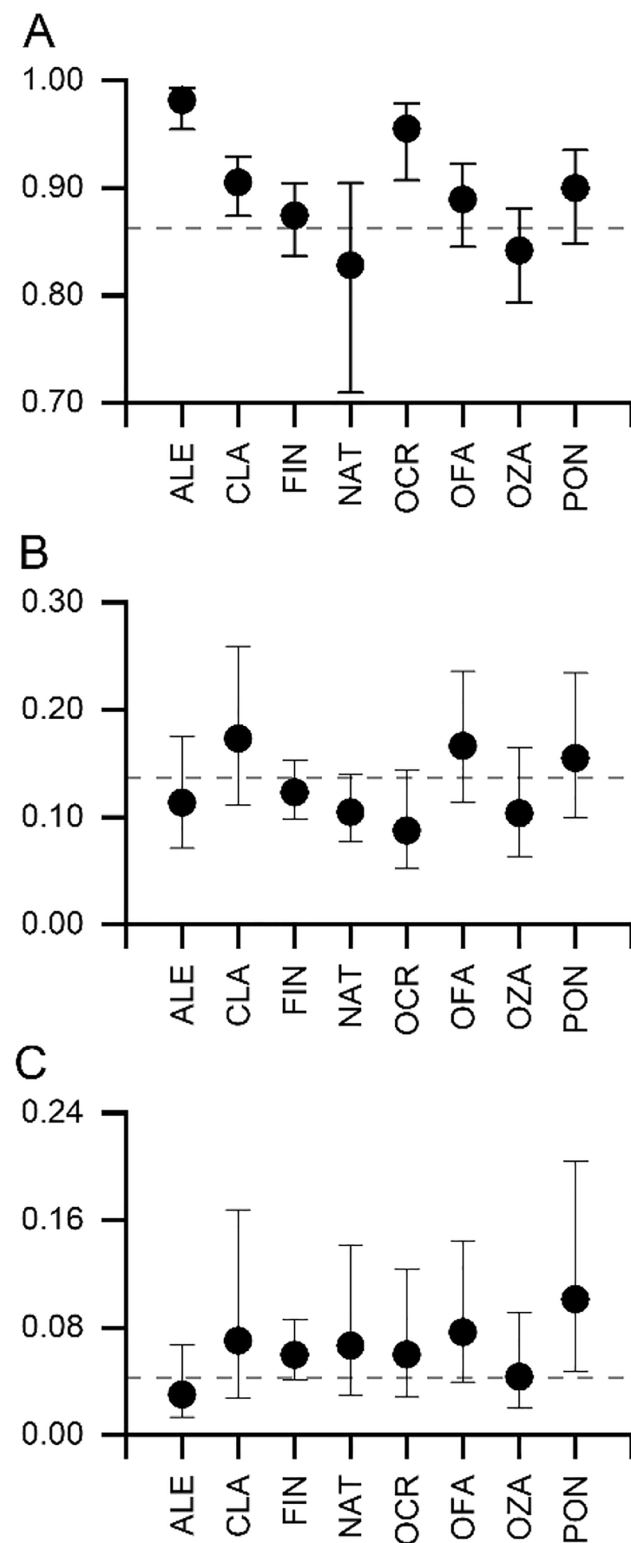 A
1.00
0.90
0.80
0.70
ALE CLA FIN NAT OCR OFA OZA PON
B
0.30
0.20
0.10
0.00
ALE CLA FIN NAT OCR OFA OZA PON
C
0.24
0.16
0.08
0.00
ALE CLA FIN NAT OCR OFA OZA PON